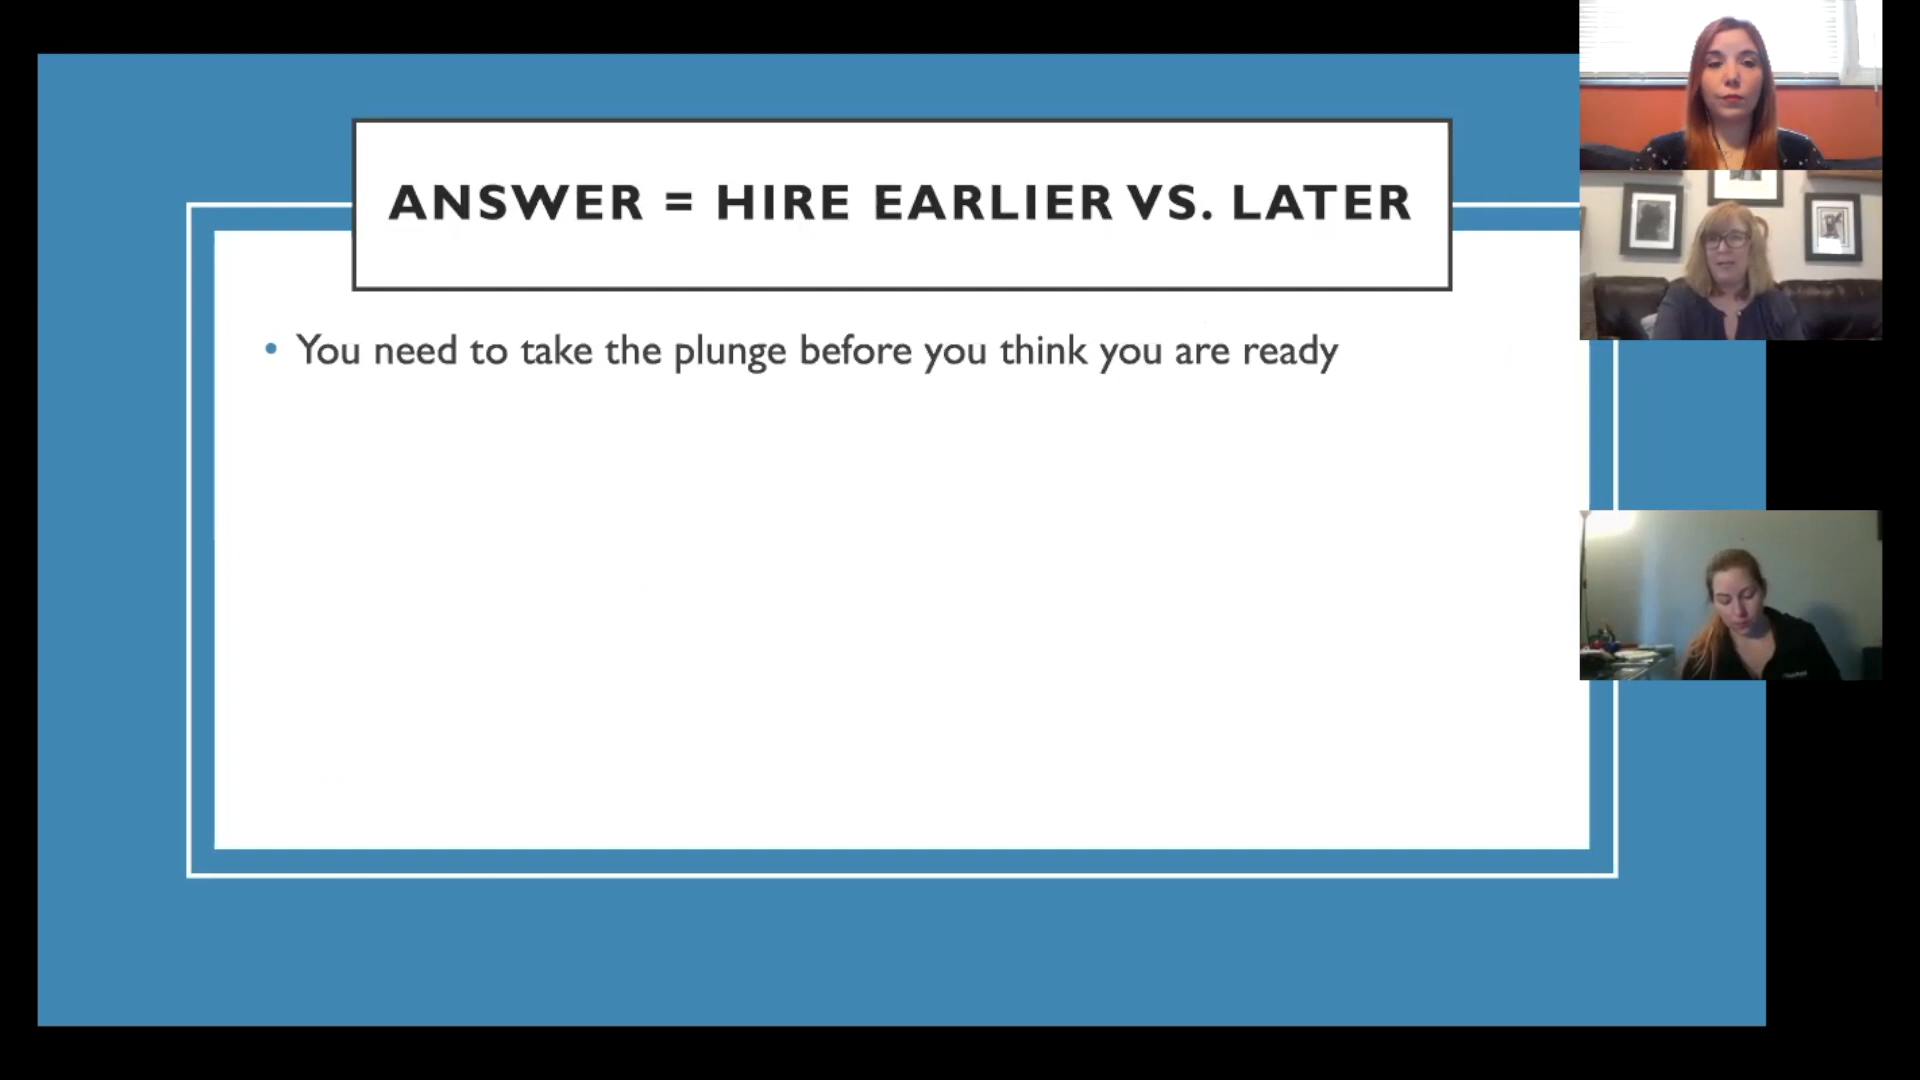 ANSWER = HIRE EARLIER VS. LATER
• You need to take the plunge before you think you are ready